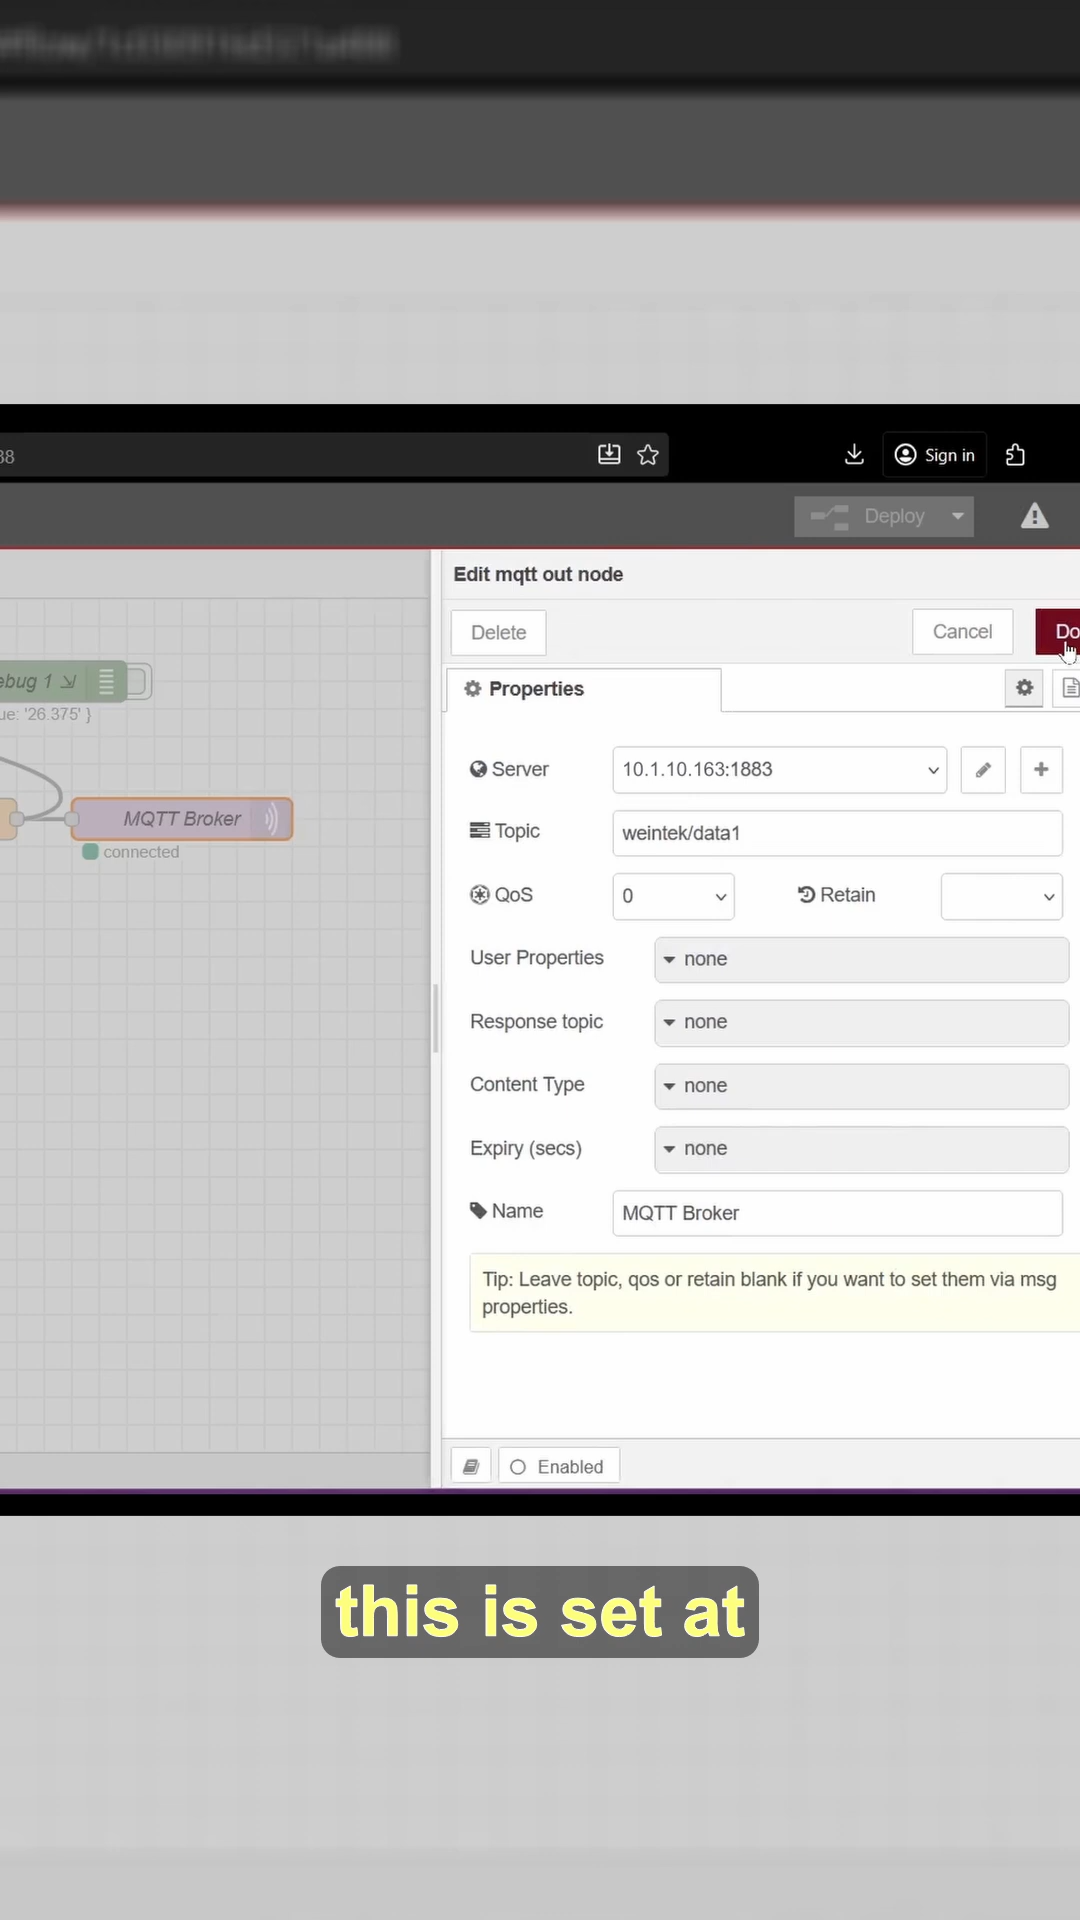 38
Sign in
Deploy
Edit mqtt out node
Delete
Cancel
Do
ebug 1
Properties
ue: '26.375' }
Server
10.1.10.163:1883
MQTT Broker
Topic
weintek/data1
connected
QoS
0
Retain
User Properties
none
Response topic
none
Content Type
none
Expiry (secs)
none
Name
MQTT Broker
Tip: Leave topic, qos or retain blank if you want to set them via msg
properties.
Enabled
this is set at